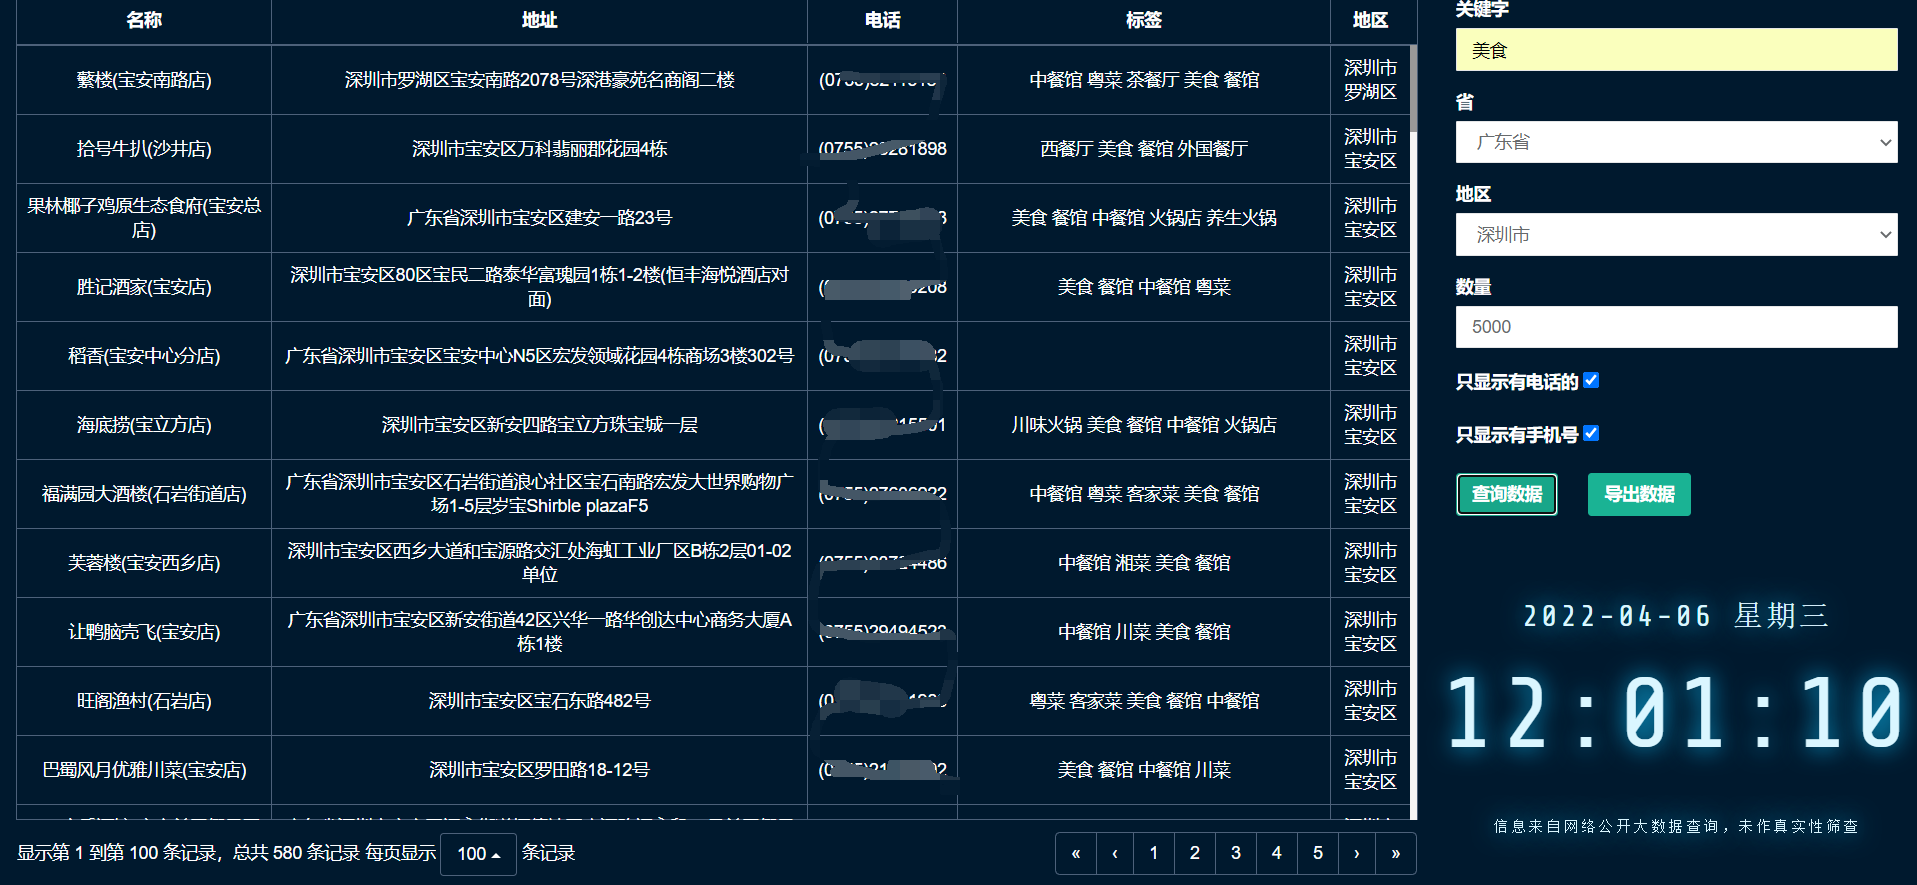 名称 地址 电话 标签 地区
蘩楼(宝安南路店) 深圳市罗湖区宝安南路2078号深港豪苑名商阁二楼 中餐馆 粤菜 茶餐厅 美食 餐馆 深圳市
罗湖区
拾号牛扒(沙井店) 深圳市宝安区万科翡丽郡花园4栋 西餐厅 美食 餐馆 外国餐厅 深圳市
宝安区
果林椰子鸡原生态食府(宝安总
店) 广东省深圳市宝安区建安一路23号 美食 餐馆 中餐馆 火锅店 养生火锅 深圳市
宝安区
胜记酒家(宝安店) 深圳市宝安区80区宝民二路泰华富瑰园1栋1-2楼(恒丰海悦酒店对
面) 美食 餐馆 中餐馆 粤菜 深圳市
宝安区
稻香(宝安中心分店) 广东省深圳市宝安区宝安中心N5区宏发领域花园4栋商场3楼302号 深圳市
宝安区
海底捞(宝立方店) 深圳市宝安区新安四路宝立方珠宝城一层 川味火锅 美食 餐馆 中餐馆 火锅店 深圳市
宝安区
福满园大酒楼(石岩街道店) 广东省深圳市宝安区石岩街道浪心社区宝石南路宏发大世界购物广
场1-5层岁宝Shirble plazaF5 中餐馆 粤菜 客家菜 美食 餐馆 深圳市
宝安区
芙蓉楼(宝安西乡店) 深圳市宝安区西乡大道和宝源路交汇处海虹工业厂区B栋2层01-02
单位 中餐馆 湘菜 美食 餐馆 深圳市
宝安区
让鸭脑壳飞(宝安店) 广东省深圳市宝安区新安街道42区兴华一路华创达中心商务大厦A
栋1楼 中餐馆 川菜 美食 餐馆 深圳市
宝安区
旺阁渔村(石岩店) 深圳市宝安区宝石东路482号 粤菜 客家菜 美食 餐馆 中餐馆 深圳市
宝安区
巴蜀风月优雅川菜(宝安店) 深圳市宝安区罗田路18-12号 美食 餐馆 中餐馆 川菜 深圳市
宝安区
显示第 1 到第 100 条记录，总共 580 条记录 每页显示 100 条记录
« ‹ 1 2 3 4 5 › »
关键字
美食
省
广东省
地区
深圳市
数量
5000
只显示有电话的
只显示有手机号
查询数据 导出数据
2022-04-06 星期三
12:01:10
信息来自网络公开大数据查询，未作真实性筛查